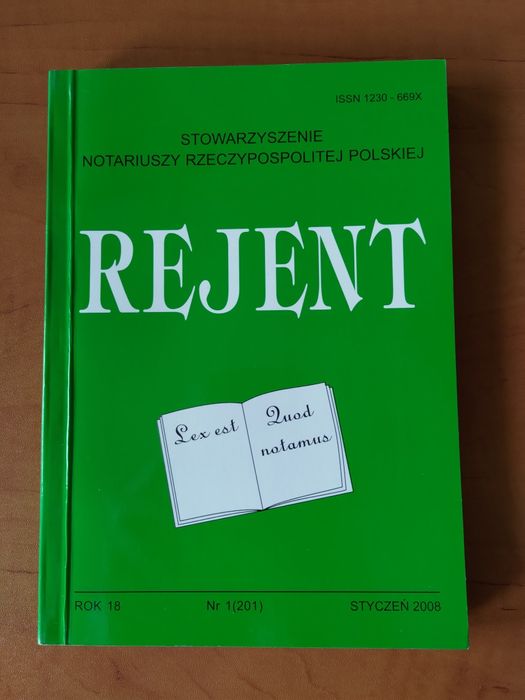 ISSN 1230 - 669X
STOWARZYSZENIE
NOTARIUSZY RZECZYPOSPOLITEJ POLSKIEJ
REJENT
Lex est
Quod
notamus
ROK 18 Nr 1(201) STYCZEŃ 2008